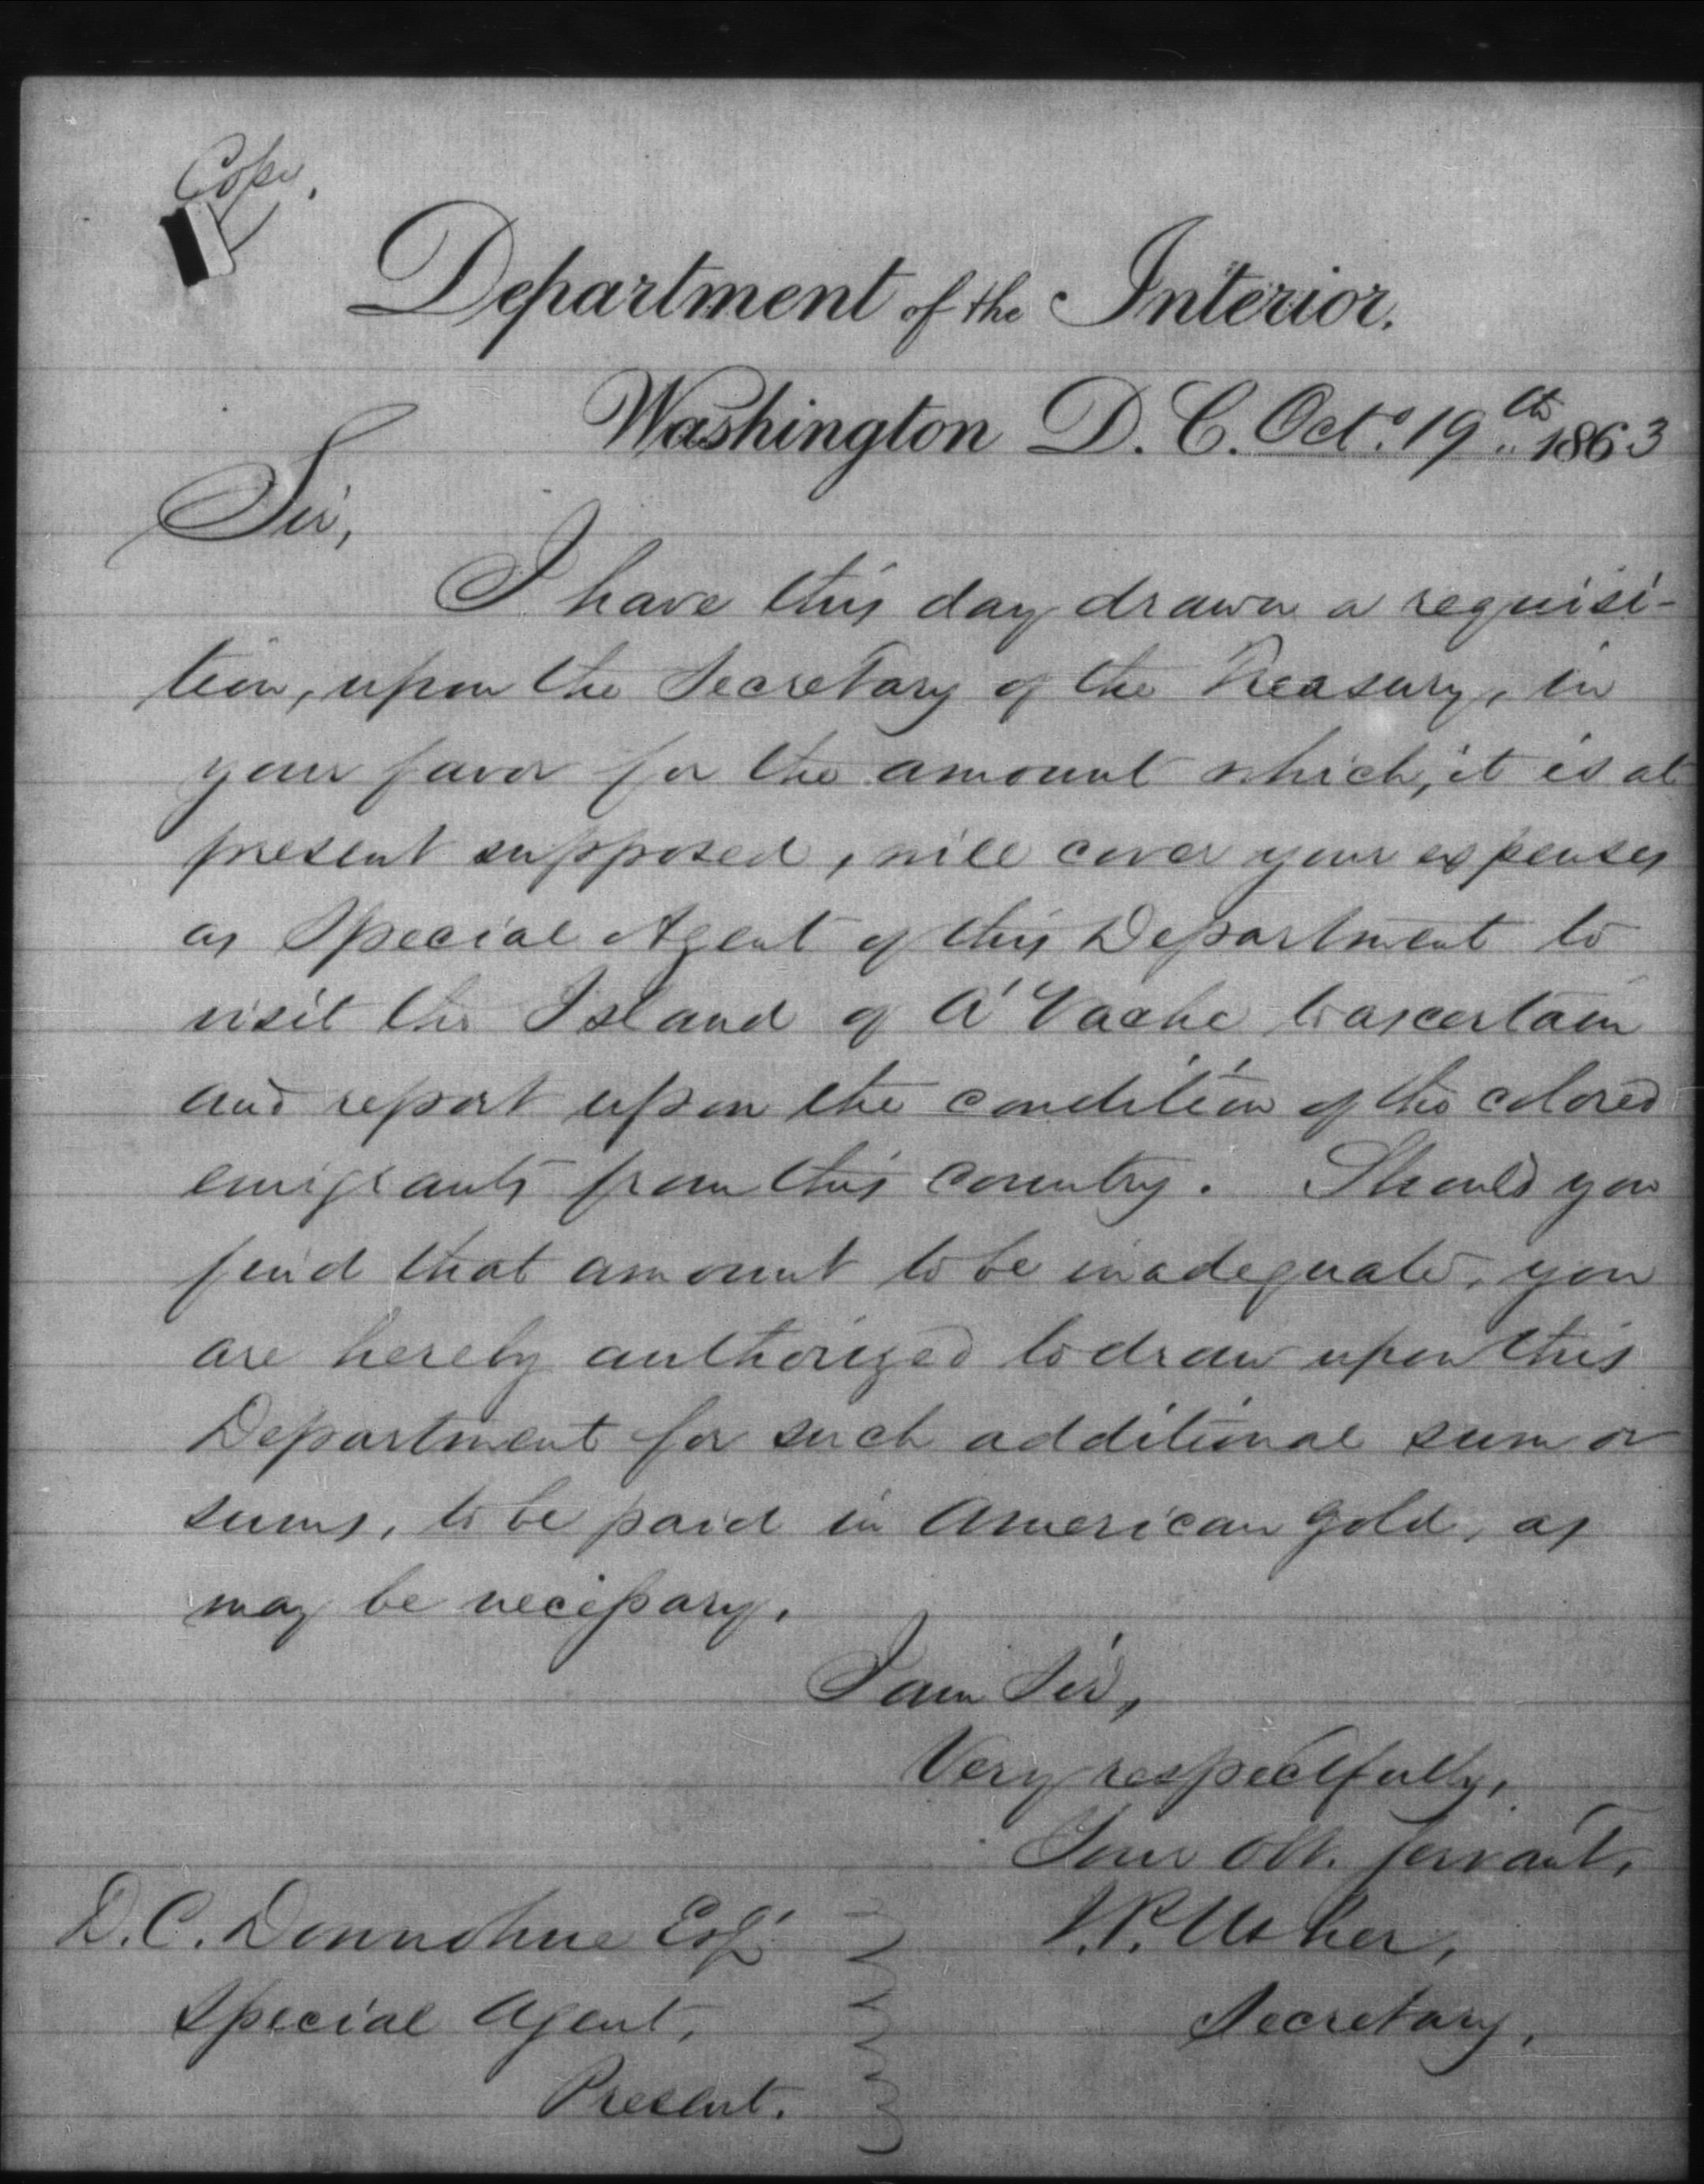 Copy.
Department of the Interior.
Washington D. C. Oct. 19th 1863
Sir,
I have this day drawn a requisi-
tion, upon the Secretary of the Treasury, in
your favor for the amount which, it is at
present supposed, will cover your expenses
as Special Agent of this Department to
visit the Island of A'Vache to ascertain
and report upon the condition of the colored
emigrants from this country. Should you
find that amount to be inadequate, you
are hereby authorized to draw upon this
Department for such additional sum or
sums, to be paid in American gold, as
may be necessary.
I am Sir,
Very respectfully,
Your Obt. servant,
D. C. Donnohue Esq. J.P. Usher,
Special Agent, Secretary.
Present.